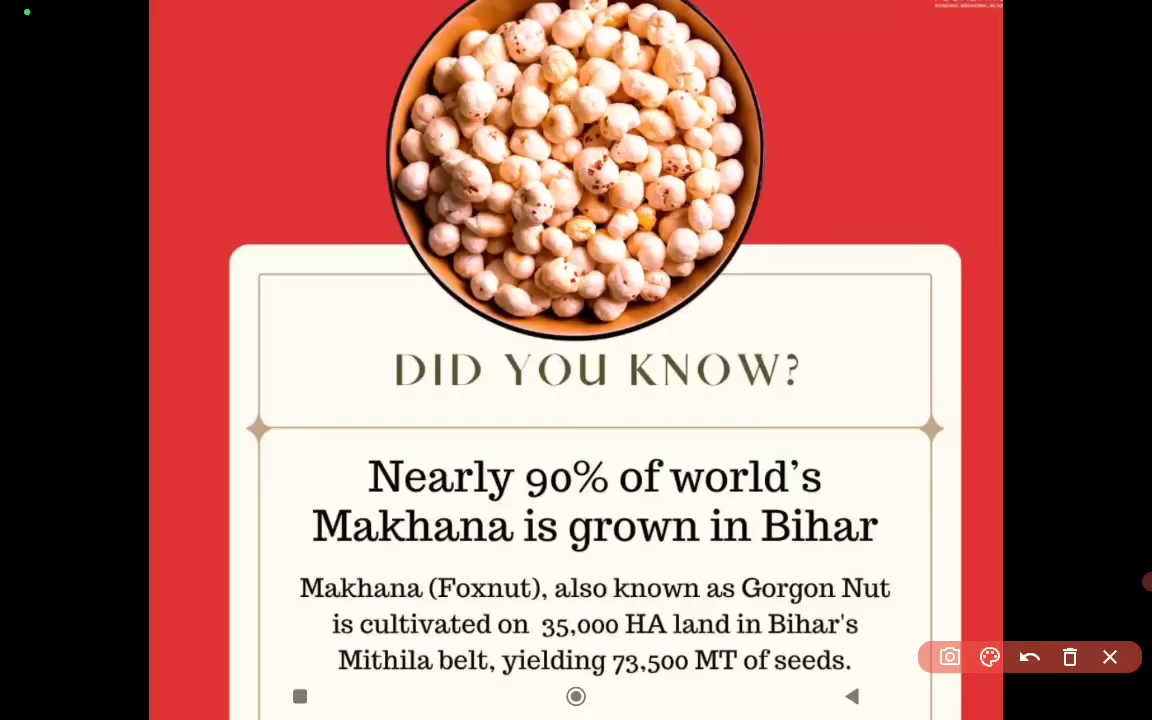 DID YOU KNOW?
Nearly 90% of world's
Makhana is grown in Bihar
Makhana (Foxnut), also known as Gorgon Nut
is cultivated on 35,000 HA land in Bihar's
Mithila belt, yielding 73,500 MT of seeds.